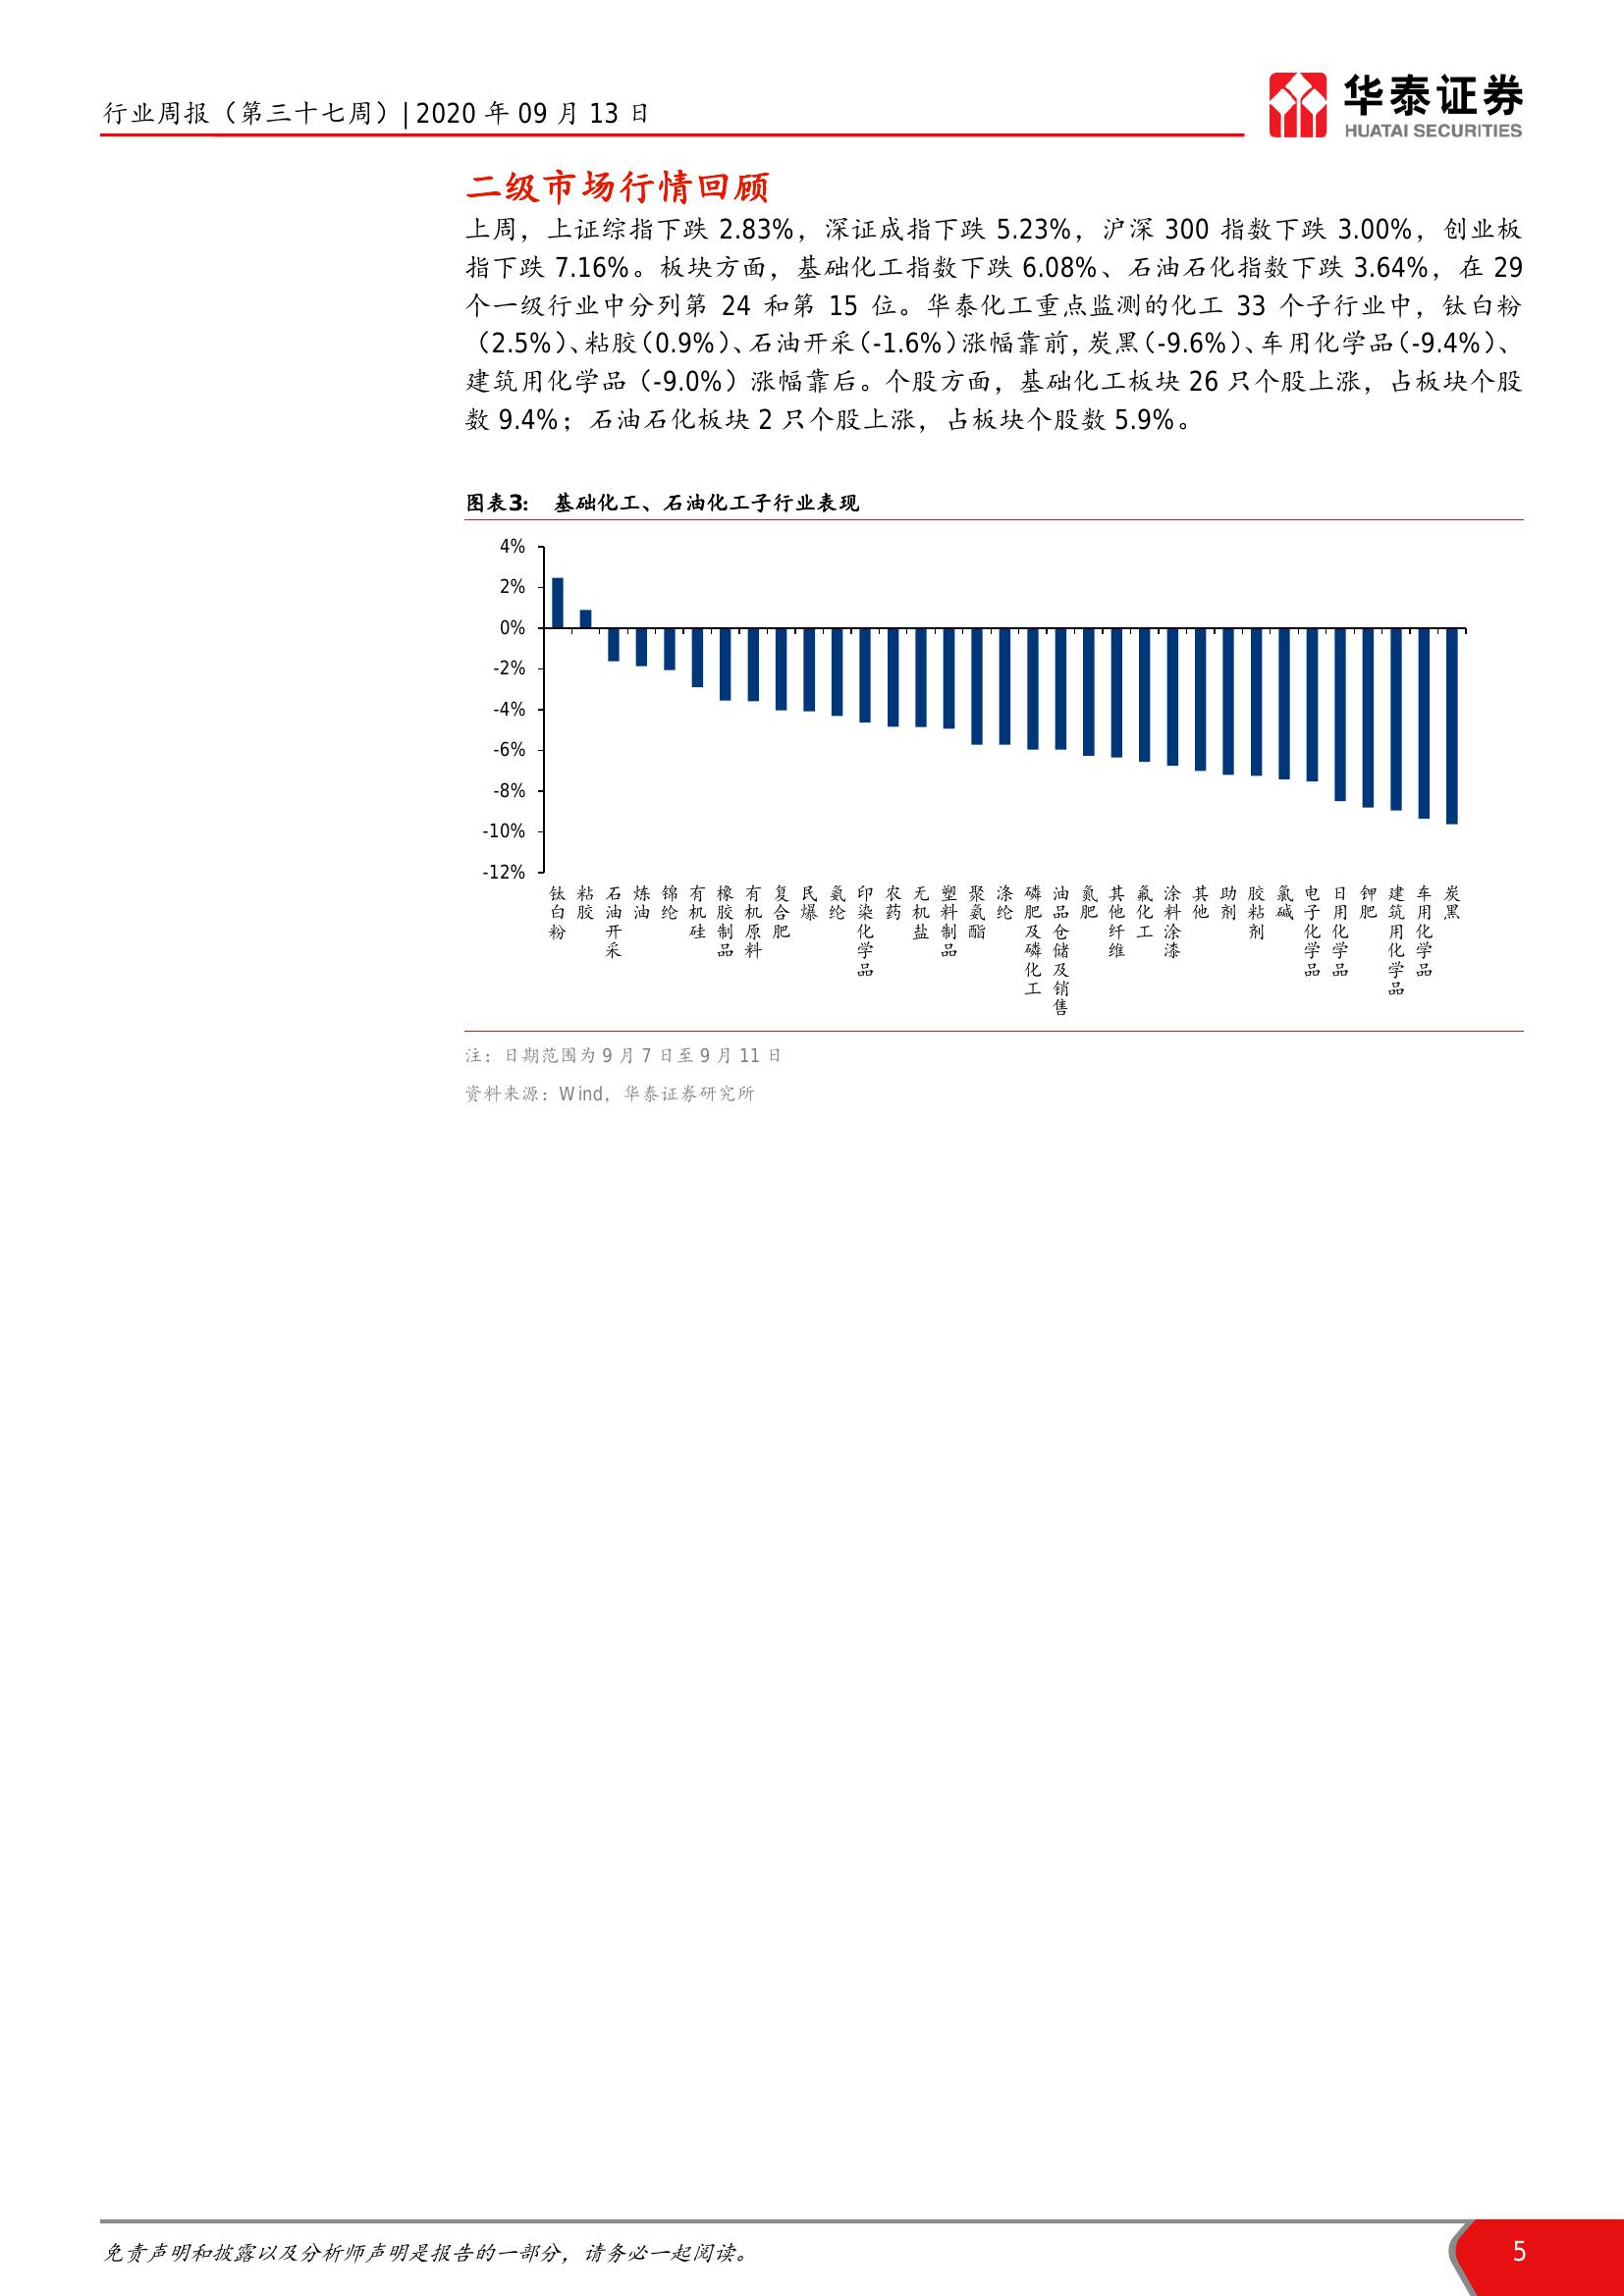 行业周报（第三十七周）| 2020 年 09 月 13 日
华泰证券
HUATAI SECURITIES
二级市场行情回顾
上周，上证综指下跌 2.83%，深证成指下跌 5.23%，沪深 300 指数下跌 3.00%，创业板
指下跌 7.16%。板块方面，基础化工指数下跌 6.08%、石油石化指数下跌 3.64%，在 29
个一级行业中分列第 24 和第 15 位。华泰化工重点监测的化工 33 个子行业中，钛白粉
（2.5%）、粘胶（0.9%）、石油开采（-1.6%）涨幅靠前，炭黑（-9.6%）、车用化学品（-9.4%）、
建筑用化学品（-9.0%）涨幅靠后。个股方面，基础化工板块 26 只个股上涨，占板块个股
数 9.4%；石油石化板块 2 只个股上涨，占板块个股数 5.9%。
图表3: 基础化工、石油化工子行业表现
4%
2%
0%
-2%
-4%
-6%
-8%
-10%
-12%
钛白粉
粘胶
石油开采
炼油
锦纶
有机硅
橡胶制品
有机原料
复合肥
民爆
氨纶
印染化学品
农药
无机盐
塑料制品
聚氨酯
涤纶
磷肥及磷化工
油品仓储及销售
氮肥
其他纤维
氟化工
涂料涂漆
其他
助剂
胶粘剂
氯碱
电子化学品
日用化学品
钾肥
建筑用化学品
车用化学品
炭黑
注：日期范围为 9 月 7 日至 9 月 11 日
资料来源：Wind，华泰证券研究所
免责声明和披露以及分析师声明是报告的一部分，请务必一起阅读。
5